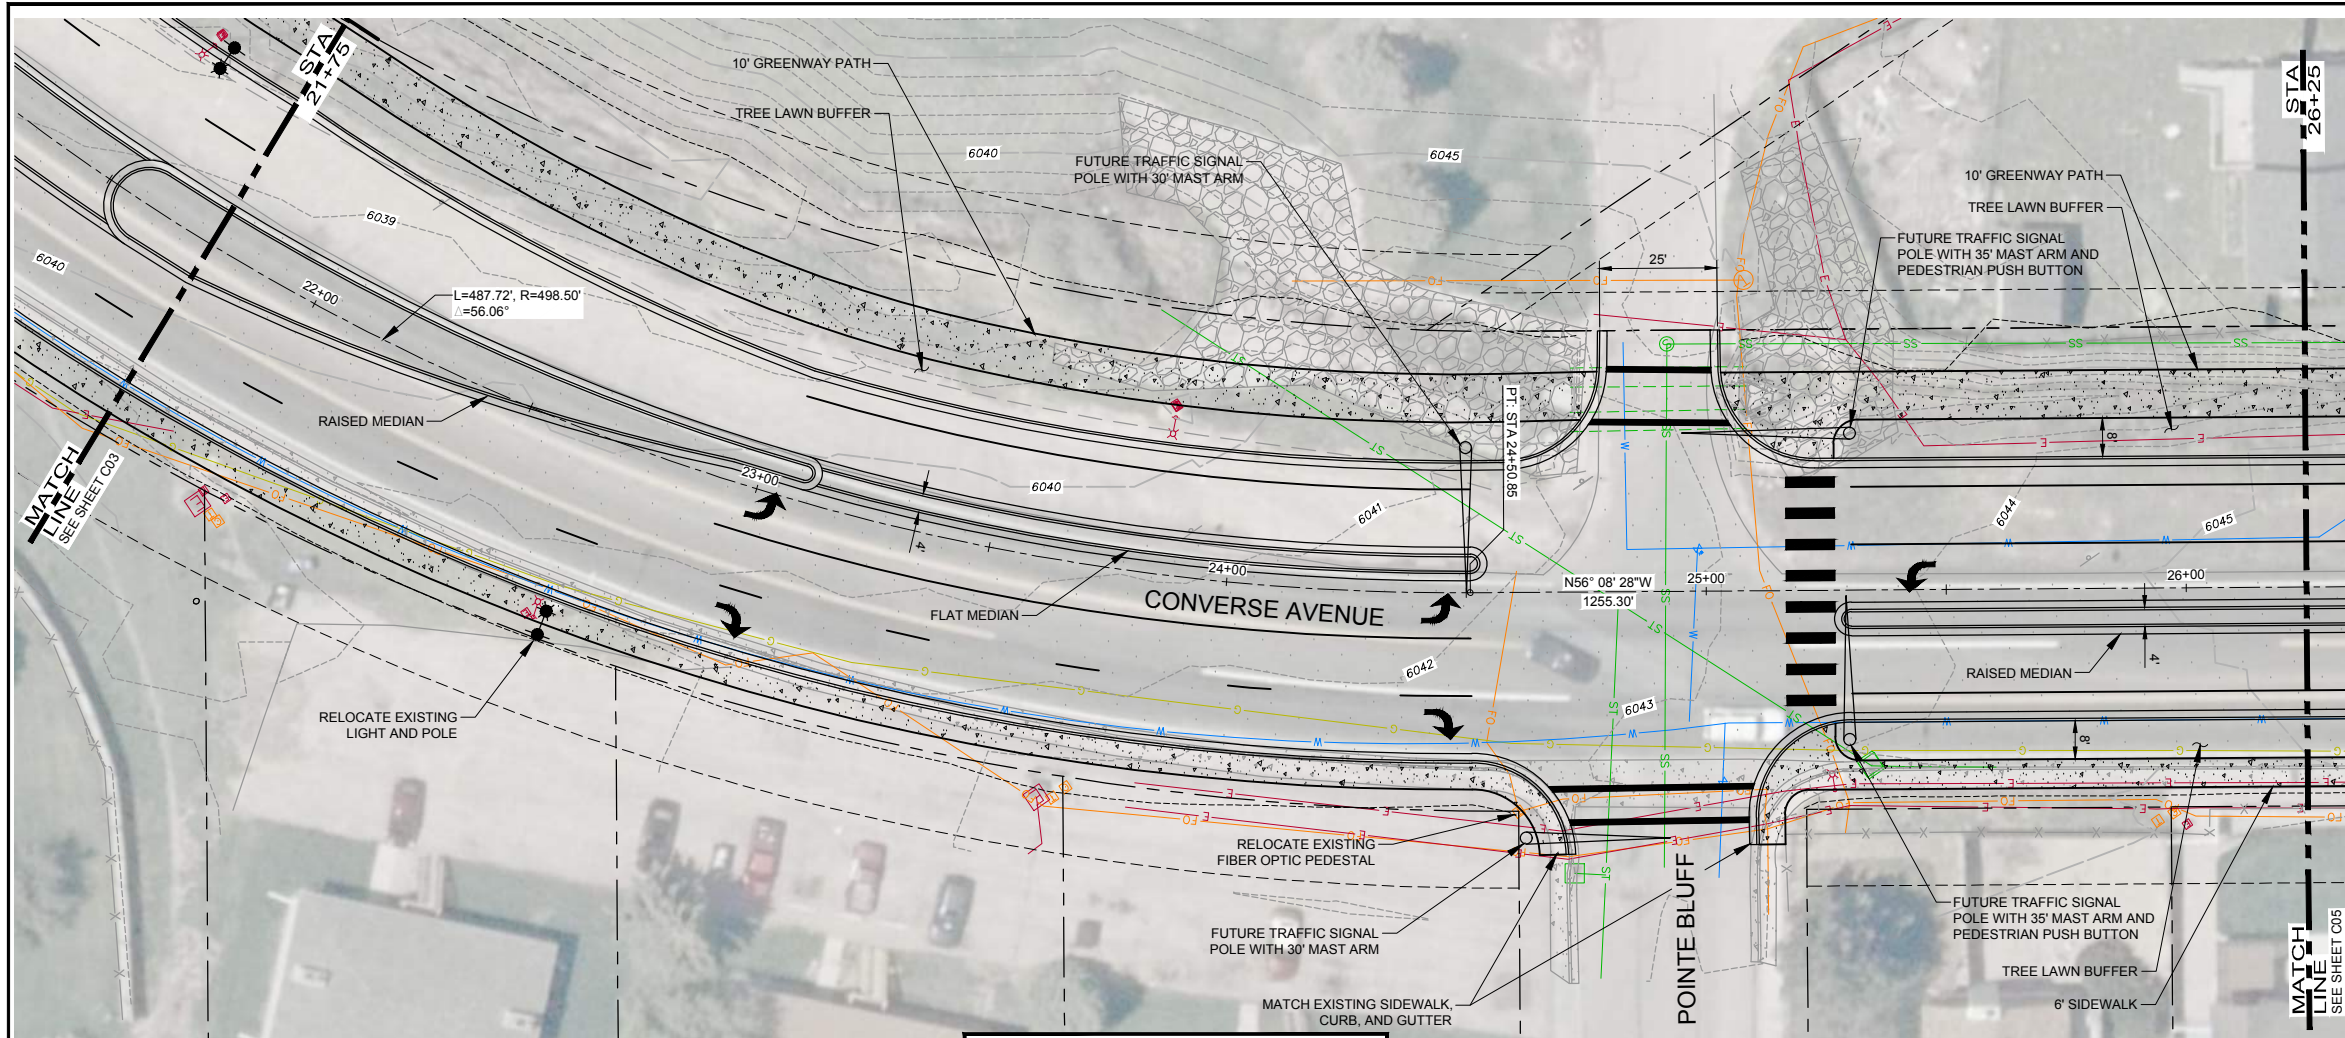 STA
21+75
10' GREENWAY PATH
TREE LAWN BUFFER
FUTURE TRAFFIC SIGNAL
POLE WITH 30' MAST ARM
6040
6045
STA
26+25
10' GREENWAY PATH
TREE LAWN BUFFER
FUTURE TRAFFIC SIGNAL
POLE WITH 35' MAST ARM AND
PEDESTRIAN PUSH BUTTON
25'
6039
6040
22+00
L=487.72', R=498.50'
Δ=56.06°
RAISED MEDIAN
MATCH
LINE
SEE SHEET C03
23+00
4'
6040
6041
PT: STA 24+50.85
8'
6044
6045
FLAT MEDIAN
24+00
CONVERSE AVENUE
N56° 08' 28"W
1255.30'
25+00
26+00
RAISED MEDIAN
4'
6042
6043
8'
RELOCATE EXISTING
LIGHT AND POLE
RELOCATE EXISTING
FIBER OPTIC PEDESTAL
FUTURE TRAFFIC SIGNAL
POLE WITH 30' MAST ARM
MATCH EXISTING SIDEWALK,
CURB, AND GUTTER
POINTE BLUFF
FUTURE TRAFFIC SIGNAL
POLE WITH 35' MAST ARM AND
PEDESTRIAN PUSH BUTTON
TREE LAWN BUFFER
6' SIDEWALK
MATCH
LINE
SEE SHEET C05